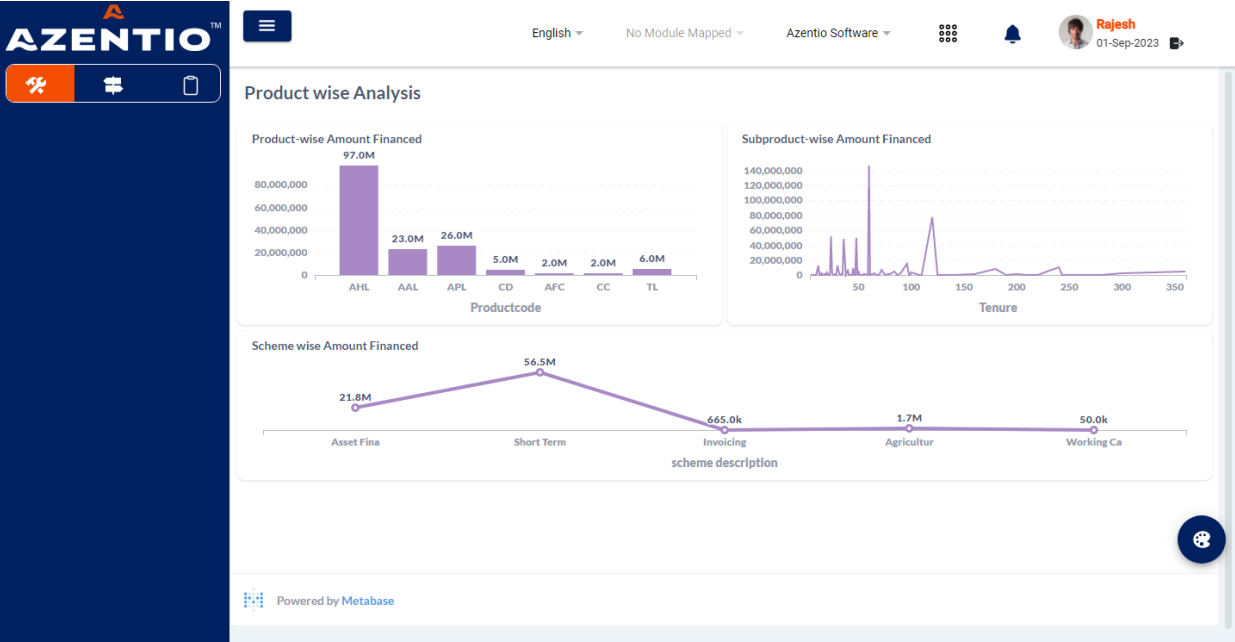 AZENTIO™
English
No Module Mapped
Azentio Software
Rajesh
01-Sep-2023
Product wise Analysis
Product-wise Amount Financed
97.0M
80,000,000
60,000,000
40,000,000
20,000,000
0
23.0M
26.0M
5.0M
2.0M
2.0M
6.0M
AHL AAL APL CD AFC CC TL
Productcode
Subproduct-wise Amount Financed
140,000,000
120,000,000
100,000,000
80,000,000
60,000,000
40,000,000
20,000,000
0
50 100 150 200 250 300 350
Tenure
Scheme wise Amount Financed
56.5M
21.8M
665.0k
1.7M
50.0k
Asset Fina Short Term Invoicing Agricultur Working Ca
scheme description
Powered by Metabase